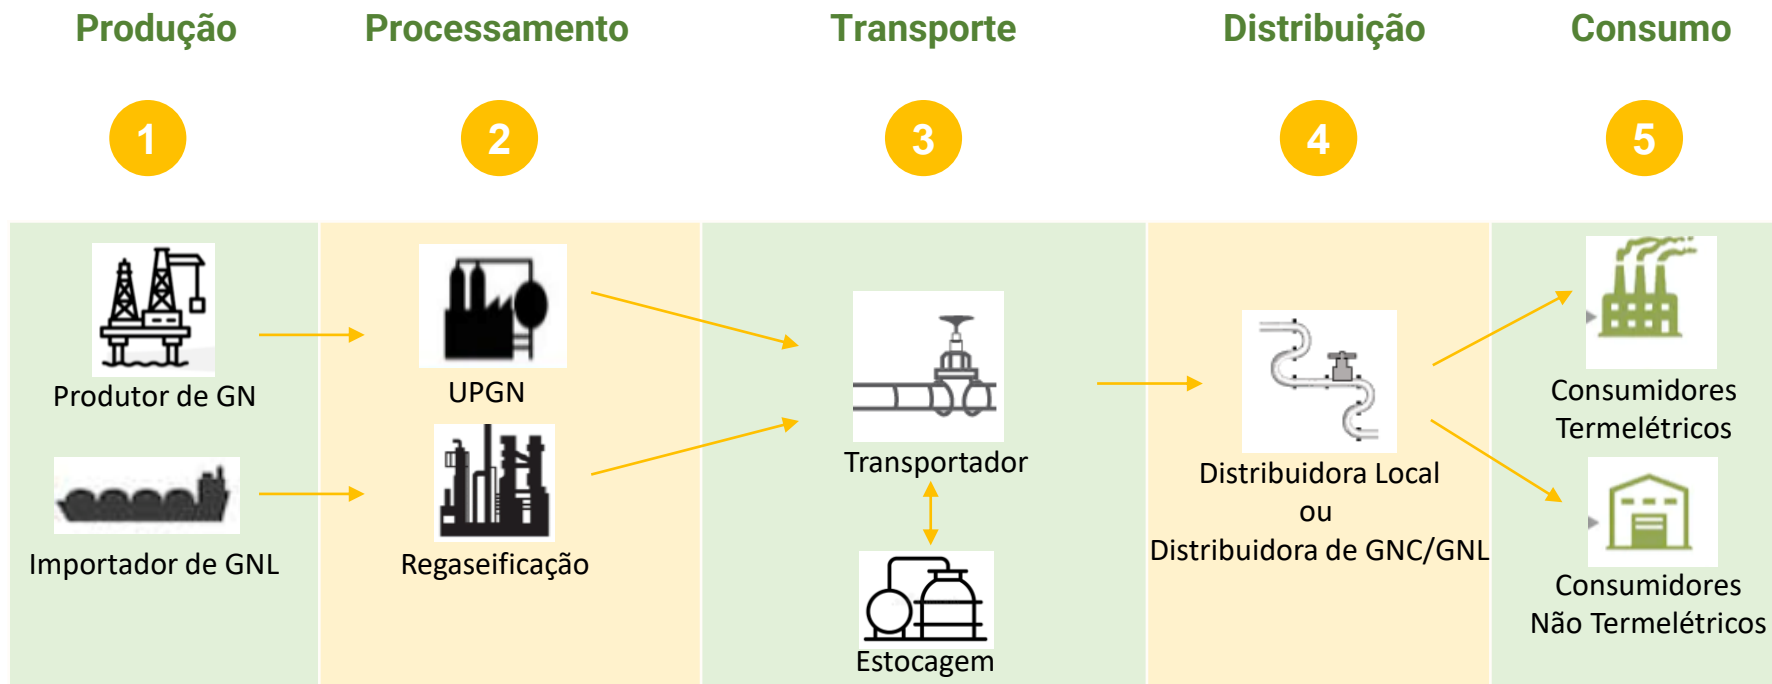 Produção
Processamento
Transporte
Distribuição
Consumo
1
2
3
4
5
Produtor de GN
Importador de GNL
UPGN
Regaseificação
Transportador
Estocagem
Distribuidora Local
ou
Distribuidora de GNC/GNL
Consumidores
Termelétricos
Consumidores
Não Termelétricos